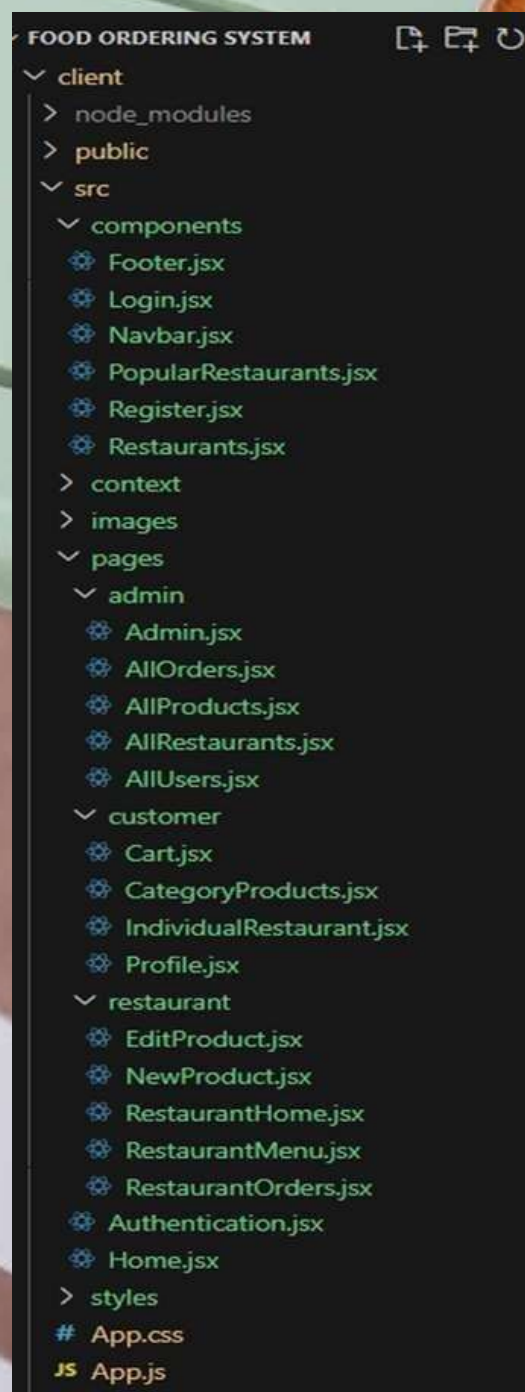 FOOD ORDERING SYSTEM
client
node_modules
public
src
components
Footer.jsx
Login.jsx
Navbar.jsx
PopularRestaurants.jsx
Register.jsx
Restaurants.jsx
context
images
pages
admin
Admin.jsx
AllOrders.jsx
AllProducts.jsx
AllRestaurants.jsx
AllUsers.jsx
customer
Cart.jsx
CategoryProducts.jsx
IndividualRestaurant.jsx
Profile.jsx
restaurant
EditProduct.jsx
NewProduct.jsx
RestaurantHome.jsx
RestaurantMenu.jsx
RestaurantOrders.jsx
Authentication.jsx
Home.jsx
styles
# App.css
JS App.js